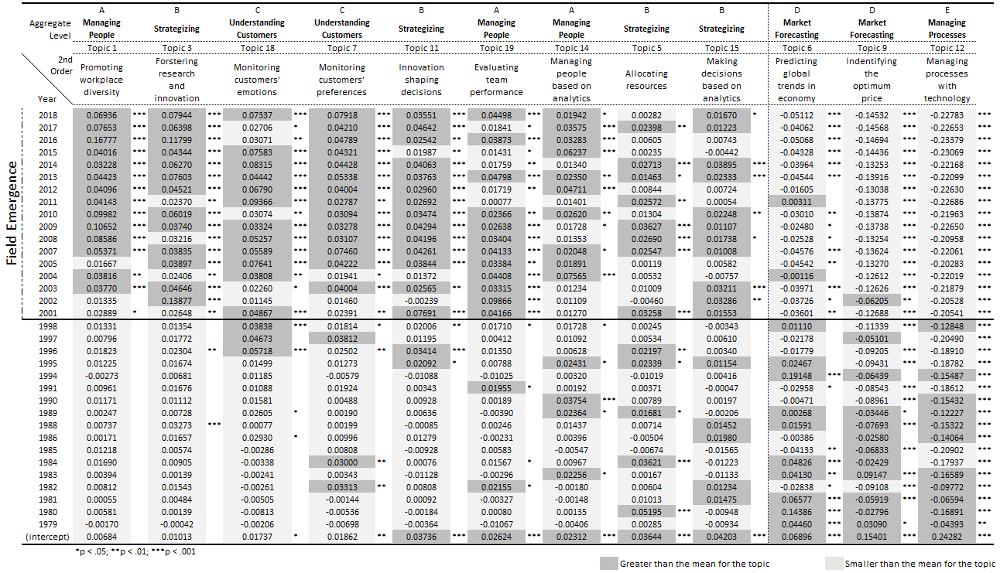 A B C C B A A B B D D E
Aggregate Level Managing People Strategizing Understanding Customers Understanding Customers Strategizing Managing People Managing People Strategizing Strategizing Market Forecasting Market Forecasting Managing Processes
Topic 1 Topic 3 Topic 18 Topic 7 Topic 11 Topic 19 Topic 4 Topic 5 Topic 15 Topic 6 Topic 9 Topic 12
2nd Order Year Promoting workplace diversity Forstering research and innovation Monitoring customers' emotions Monitoring customers' preferences Innovation shaping decisions Evaluating team performance Managing people based on analytics Allocating resources Making decisions based on analytics Predicting global trends in economy Indentifying the optimum price Managing processes with technology
Field Emergence
2018 0.06936 *** 0.07944 *** 0.07337 *** 0.07918 *** 0.03551 *** 0.04498 *** 0.01942 * 0.00282 0.01670 * -0.05112 *** -0.14532 *** -0.22783 ***
2017 0.07653 *** 0.06398 *** 0.02706 * 0.04210 *** 0.04642 *** 0.01841 * 0.03575 *** 0.02398 ** 0.01223 -0.04062 *** -0.14568 *** -0.22653 ***
2016 0.16777 *** 0.11799 *** 0.03071 ** 0.04789 *** 0.02542 ** 0.03873 *** 0.03283 *** 0.00605 0.00743 -0.05068 *** -0.14694 *** -0.23379 ***
2015 0.04016 *** 0.04344 *** 0.07583 *** 0.04321 *** 0.01987 ** 0.01431 * 0.06237 *** 0.00235 -0.00442 -0.04328 *** -0.14436 *** -0.23069 ***
2014 0.03228 *** 0.06270 *** 0.08315 *** 0.04428 *** 0.04063 *** 0.01759 ** 0.01340 0.02713 *** 0.03895 *** -0.03964 *** -0.13253 *** -0.22168 ***
2013 0.04423 *** 0.07603 *** 0.04442 *** 0.05338 *** 0.03763 *** 0.04798 *** 0.02350 ** 0.01463 * 0.02333 *** -0.04544 *** -0.13916 *** -0.22099 ***
2012 0.04096 *** 0.04521 *** 0.06790 *** 0.04004 *** 0.02960 *** 0.01719 ** 0.04711 *** 0.00844 0.00724 -0.01605 -0.13038 *** -0.22630 ***
2011 0.04143 *** 0.02370 ** 0.09366 *** 0.02787 ** 0.02692 *** 0.00077 0.01401 0.02572 ** 0.00054 0.00311 -0.13775 *** -0.22686 ***
2010 0.09982 *** 0.06019 *** 0.03074 ** 0.03094 *** 0.03474 *** 0.02366 ** 0.02620 ** 0.01304 0.02248 ** -0.03010 * -0.13874 *** -0.21963 ***
2009 0.10652 *** 0.03740 *** 0.03324 *** 0.03278 *** 0.04294 *** 0.02638 *** 0.01728 * 0.03627 *** 0.01107 -0.02480 * -0.13738 *** -0.22650 ***
2008 0.08586 *** 0.03216 *** 0.05257 *** 0.03107 *** 0.04196 *** 0.03404 *** 0.01353 0.02690 *** 0.01738 * -0.02528 * -0.13254 *** -0.20958 ***
2007 0.05371 *** 0.03835 *** 0.05589 *** 0.07460 *** 0.04261 *** 0.04133 *** 0.02048 * 0.02547 *** 0.01008 -0.04576 *** -0.13624 *** -0.22061 ***
2005 0.01667 0.03897 *** 0.07641 *** 0.04222 *** 0.03844 *** 0.03384 *** 0.01891 0.00119 0.00582 -0.04542 ** -0.13270 *** -0.20283 ***
2004 0.03816 ** 0.02406 ** 0.03808 ** 0.01941 * 0.01372 0.04408 *** 0.07565 *** 0.00532 -0.00757 -0.00116 -0.12612 *** -0.22019 ***
2003 0.03770 *** 0.04646 *** 0.02260 * 0.04004 *** 0.02565 ** 0.03315 *** 0.01234 0.01009 0.03211 *** -0.03971 *** -0.12626 *** -0.21879 ***
2002 0.01335 0.13877 *** 0.01145 0.01460 -0.00239 0.09866 *** 0.01109 -0.00460 0.03286 ** -0.03726 * -0.06205 ** -0.20528 ***
2001 0.02889 * 0.02648 ** 0.04867 *** 0.02391 ** 0.07691 *** 0.04166 *** 0.01270 0.03258 *** 0.01553 -0.03601 ** -0.12688 *** -0.20541 ***
1998 0.01331 0.01354 0.03838 *** 0.01814 * 0.02006 ** 0.01710 * 0.01728 * 0.00245 -0.00343 0.01110 -0.11339 *** -0.12848 ***
1997 0.00796 0.01772 0.04673 *** 0.03812 *** 0.01195 0.00412 0.01092 0.00534 0.00610 -0.02178 -0.05101 *** -0.20490 ***
1996 0.01823 0.02304 ** 0.05718 *** 0.02502 ** 0.03414 *** 0.01350 0.00628 0.02197 ** 0.00340 -0.01779 -0.09205 *** -0.18910 ***
1995 0.01225 0.01674 0.01499 0.01273 0.02092 * 0.00788 0.02431 * 0.02339 * 0.01154 0.02467 -0.09431 *** -0.18782 ***
1994 -0.00273 0.00681 0.01185 -0.00579 -0.01088 -0.01025 0.00320 -0.01019 0.00416 0.19148 *** -0.06439 *** -0.15487 ***
1991 0.00961 0.01676 0.01088 0.01924 0.00343 0.01955 * 0.00192 0.00371 -0.00047 -0.02958 * -0.08543 *** -0.18612 ***
1990 0.01171 0.01112 0.01581 0.00488 0.00928 0.00189 0.03754 *** 0.00789 0.00197 -0.00471 -0.08961 *** -0.15432 ***
1989 0.00247 0.00728 0.02605 * 0.00190 0.00636 -0.00390 0.02364 * 0.01681 * -0.00206 0.00268 -0.03446 * -0.12227 ***
1988 0.00737 0.03273 *** 0.00077 0.00199 -0.00085 0.00246 0.01437 0.00714 0.01452 0.01591 -0.07693 *** -0.15322 ***
1986 0.00171 0.01657 0.02930 * 0.00996 0.01279 -0.00231 0.00396 -0.00504 0.01980 -0.00386 -0.02580 -0.14064 ***
1985 0.01218 0.00574 -0.00286 0.00808 -0.00928 0.00583 -0.00547 -0.00674 -0.01565 -0.04133 ** -0.06833 *** -0.20902 ***
1984 0.01690 0.00905 -0.00338 0.03000 ** 0.00076 0.01567 * 0.00967 0.03621 *** -0.01223 0.04826 *** -0.02429 -0.17937 ***
1983 0.00394 0.00139 -0.00241 0.00343 -0.01128 -0.00296 0.02256 * 0.00167 -0.01133 0.04130 ** 0.09147 *** -0.16589 ***
1982 0.00812 0.01543 -0.00261 0.03313 ** 0.00808 0.02155 * -0.00180 0.00604 0.01234 -0.02838 * -0.09108 *** -0.09772 ***
1981 0.00055 0.00484 -0.00505 -0.00144 0.00092 -0.00327 -0.00148 0.01013 0.01475 0.06577 *** -0.05919 *** -0.06594 ***
1980 0.00581 0.00139 -0.00813 -0.00536 -0.00184 0.00080 0.00135 0.05195 *** -0.00948 0.14386 *** -0.02796 -0.16891 ***
1979 -0.00170 -0.00042 -0.00206 -0.00698 -0.00364 -0.01067 -0.00406 0.00285 -0.00934 0.04460 *** 0.03090 * -0.04393 **
(intercept) 0.00684 0.01013 0.01737 * 0.01862 ** 0.03736 *** 0.02624 *** 0.02312 *** 0.03644 *** 0.04203 *** 0.06896 *** 0.15401 *** 0.24282 ***
*p < .05; **p < .01; ***p < .001
Greater than the mean for the topic Smaller than the mean for the topic